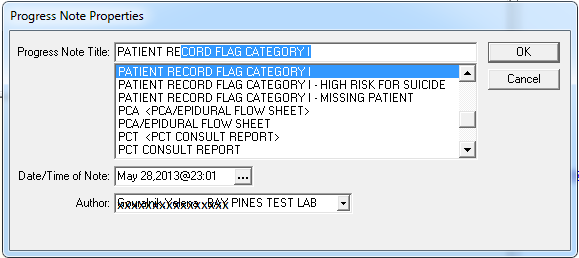 Progress Note Properties
Progress Note Title: PATIENT RECORD FLAG CATEGORY I
OK
PATIENT RECORD FLAG CATEGORY I
PATIENT RECORD FLAG CATEGORY I - HIGH RISK FOR SUICIDE
Cancel
PATIENT RECORD FLAG CATEGORY I - MISSING PATIENT
PCA <PCA/EPIDURAL FLOW SHEET>
PCA/EPIDURAL FLOW SHEET
PCT <PCT CONSULT REPORT>
PCT CONSULT REPORT
Date/Time of Note: May 28,2013@23:01 ...
Author: BAY PINES TEST LAB